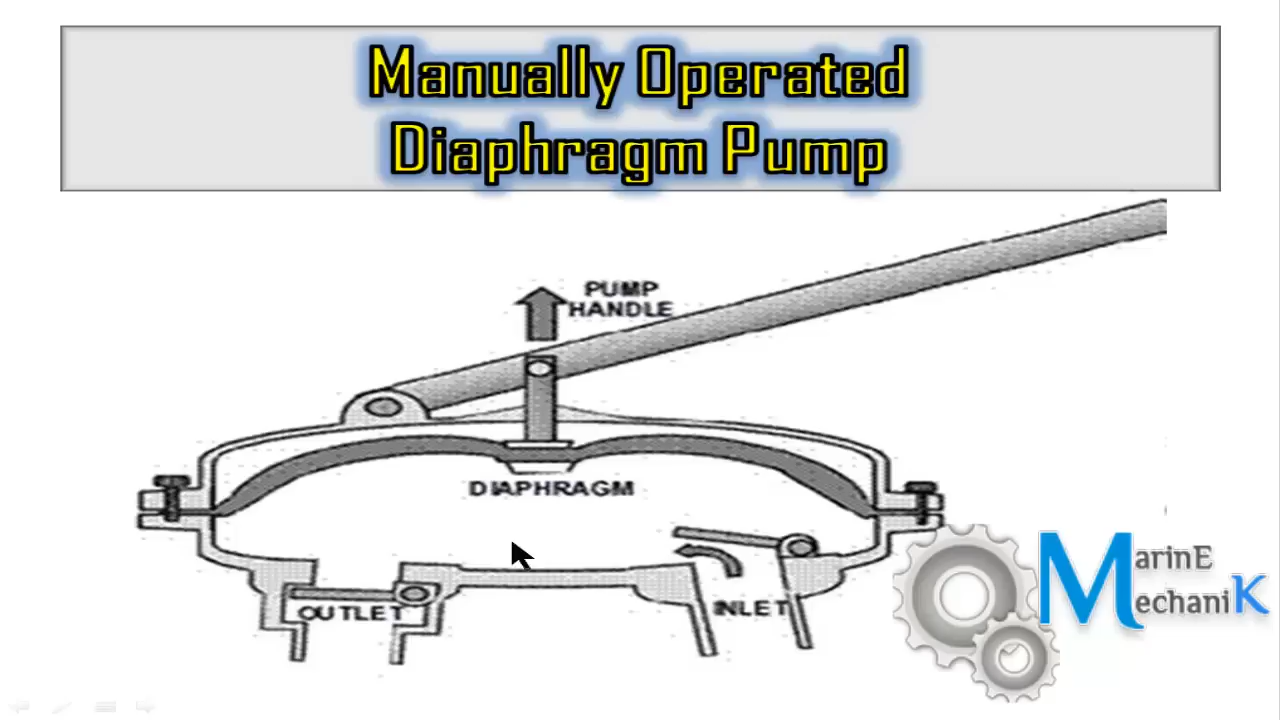 Manually Operated
Diaphragm Pump
PUMP
HANDLE
DIAPHRAGM
OUTLET
INLET
MarinE
MechaniK